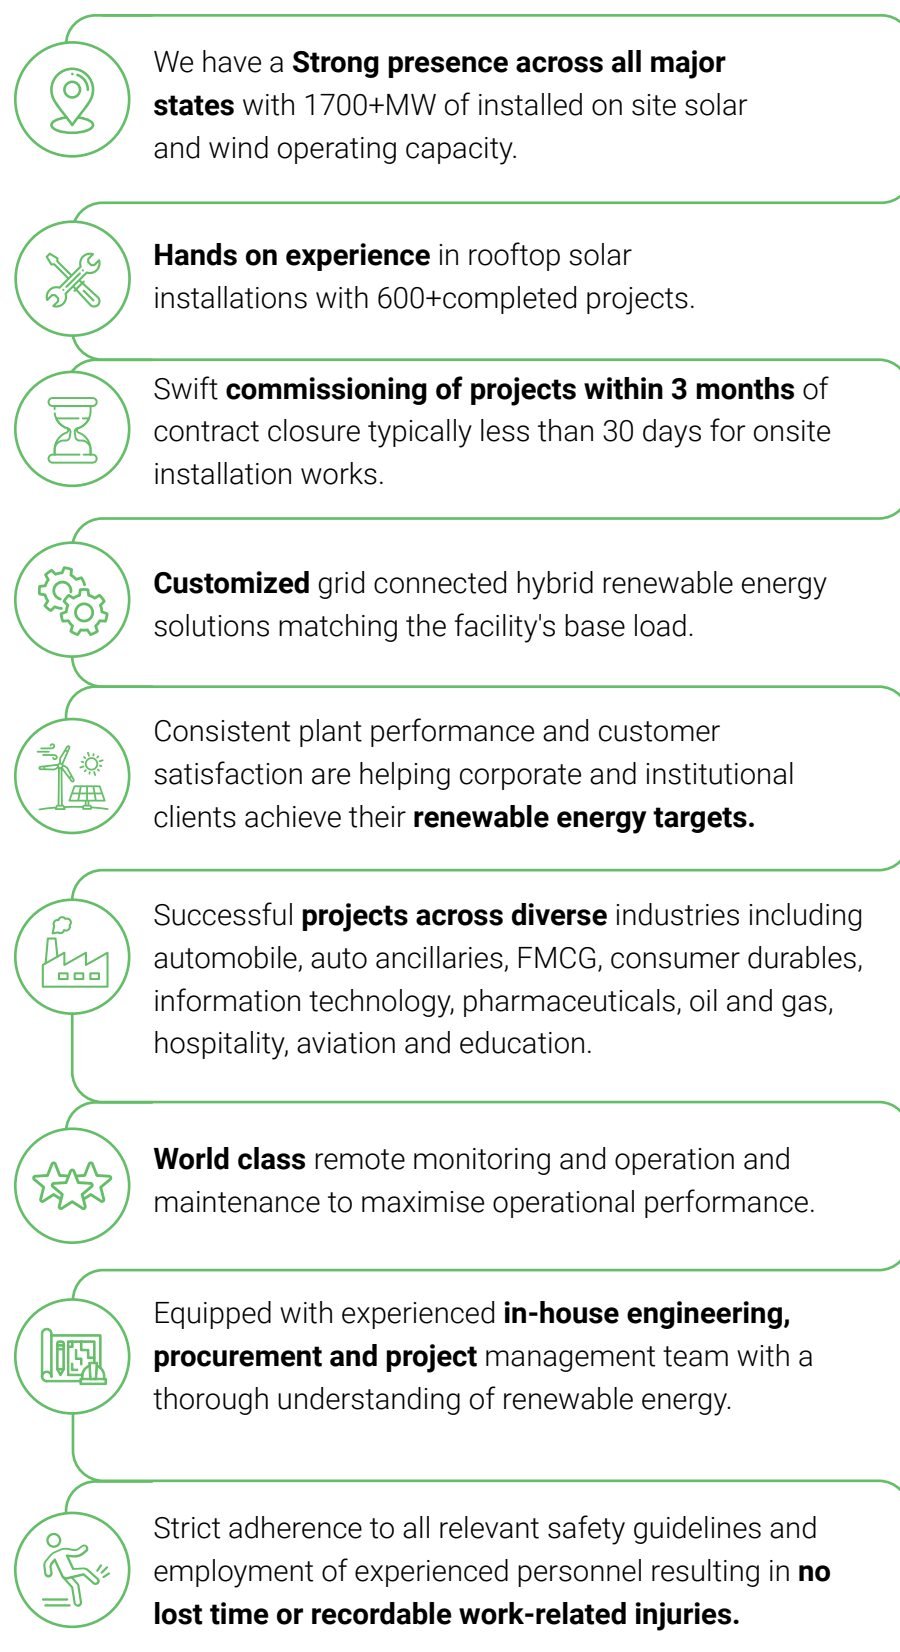 We have a Strong presence across all major
states with 1700+MW of installed on site solar
and wind operating capacity.
Hands on experience in rooftop solar
installations with 600+completed projects.
Swift commissioning of projects within 3 months of
contract closure typically less than 30 days for onsite
installation works.
Customized grid connected hybrid renewable energy
solutions matching the facility's base load.
Consistent plant performance and customer
satisfaction are helping corporate and institutional
clients achieve their renewable energy targets.
Successful projects across diverse industries including
automobile, auto ancillaries, FMCG, consumer durables,
information technology, pharmaceuticals, oil and gas,
hospitality, aviation and education.
World class remote monitoring and operation and
maintenance to maximise operational performance.
Equipped with experienced in-house engineering,
procurement and project management team with a
thorough understanding of renewable energy.
Strict adherence to all relevant safety guidelines and
employment of experienced personnel resulting in no
lost time or recordable work-related injuries.